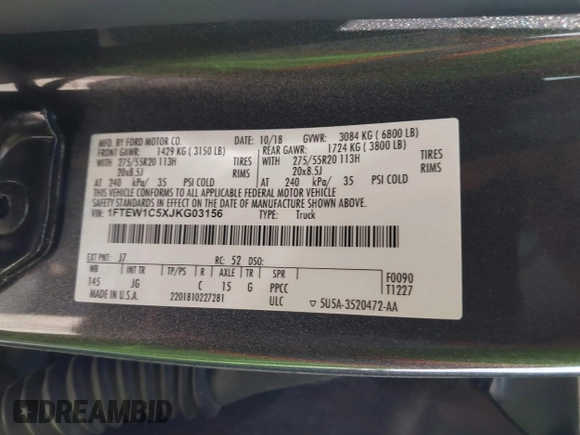 MFD. BY FORD MOTOR CO. DATE: 10/18 GVWR: 3084 KG ( 6800 LB)
FRONT GAWR: 1429 KG ( 3150 LB) REAR GAWR: 1724 KG ( 3800 LB)
WITH 275/55R20 113H TIRES WITH 275/55R20 113H TIRES
20x8.5J RIMS 20x8.5J RIMS
AT 240 kPa/ 35 PSI COLD AT 240 kPa/ 35 PSI COLD
THIS VEHICLE CONFORMS TO ALL APPLICABLE FEDERAL MOTOR VEHICLE
SAFETY STANDARDS IN EFFECT ON THE DATE OF MANUFACTURE SHOWN ABOVE.
VIN: 1FTEW1C5XJKG03156 TYPE: Truck
EXT PNT: J7 RC: 52 DSO:
WB INT TR TP/PS R AXLE TR SPR F0090
145 JG C 15 G PPCC T1227
MADE IN U.S.A. 2201810227281 ULC ▽ 5U5A-3520472-AA
DREAMBID